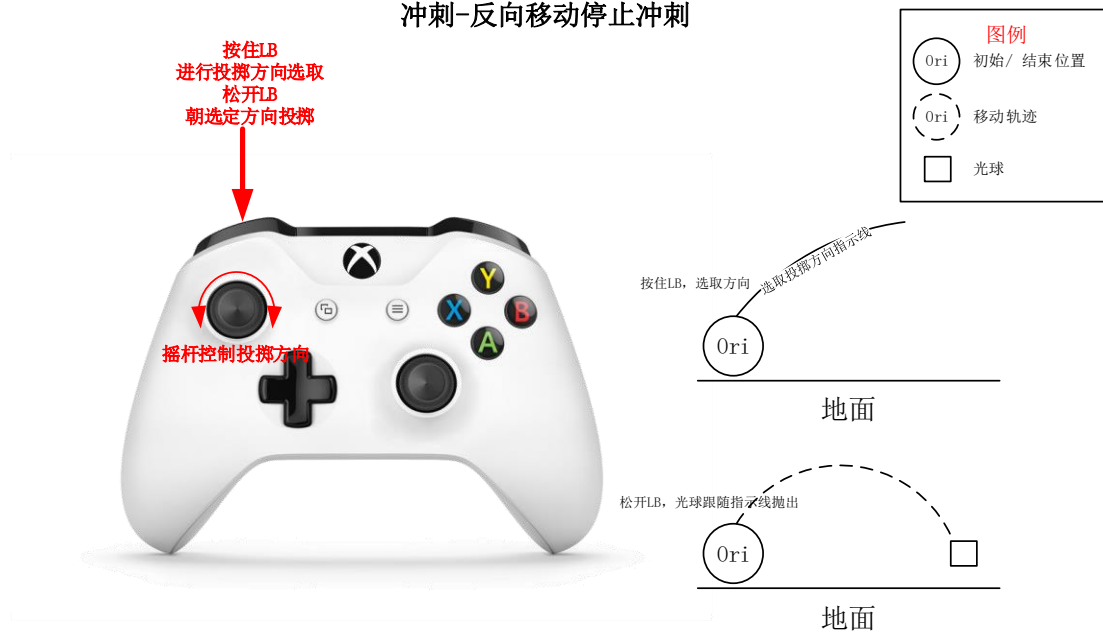 冲刺-反向移动停止冲刺
按住LB
进行投掷方向选取
松开LB
朝选定方向投掷
图例
Ori
初始/ 结束位置
Ori
移动轨迹
光球
Y
X
B
A
摇杆控制投掷方向
按住LB，选取方向
选取投掷方向指示线
Ori
地面
松开LB，光球跟随指示线抛出
Ori
地面